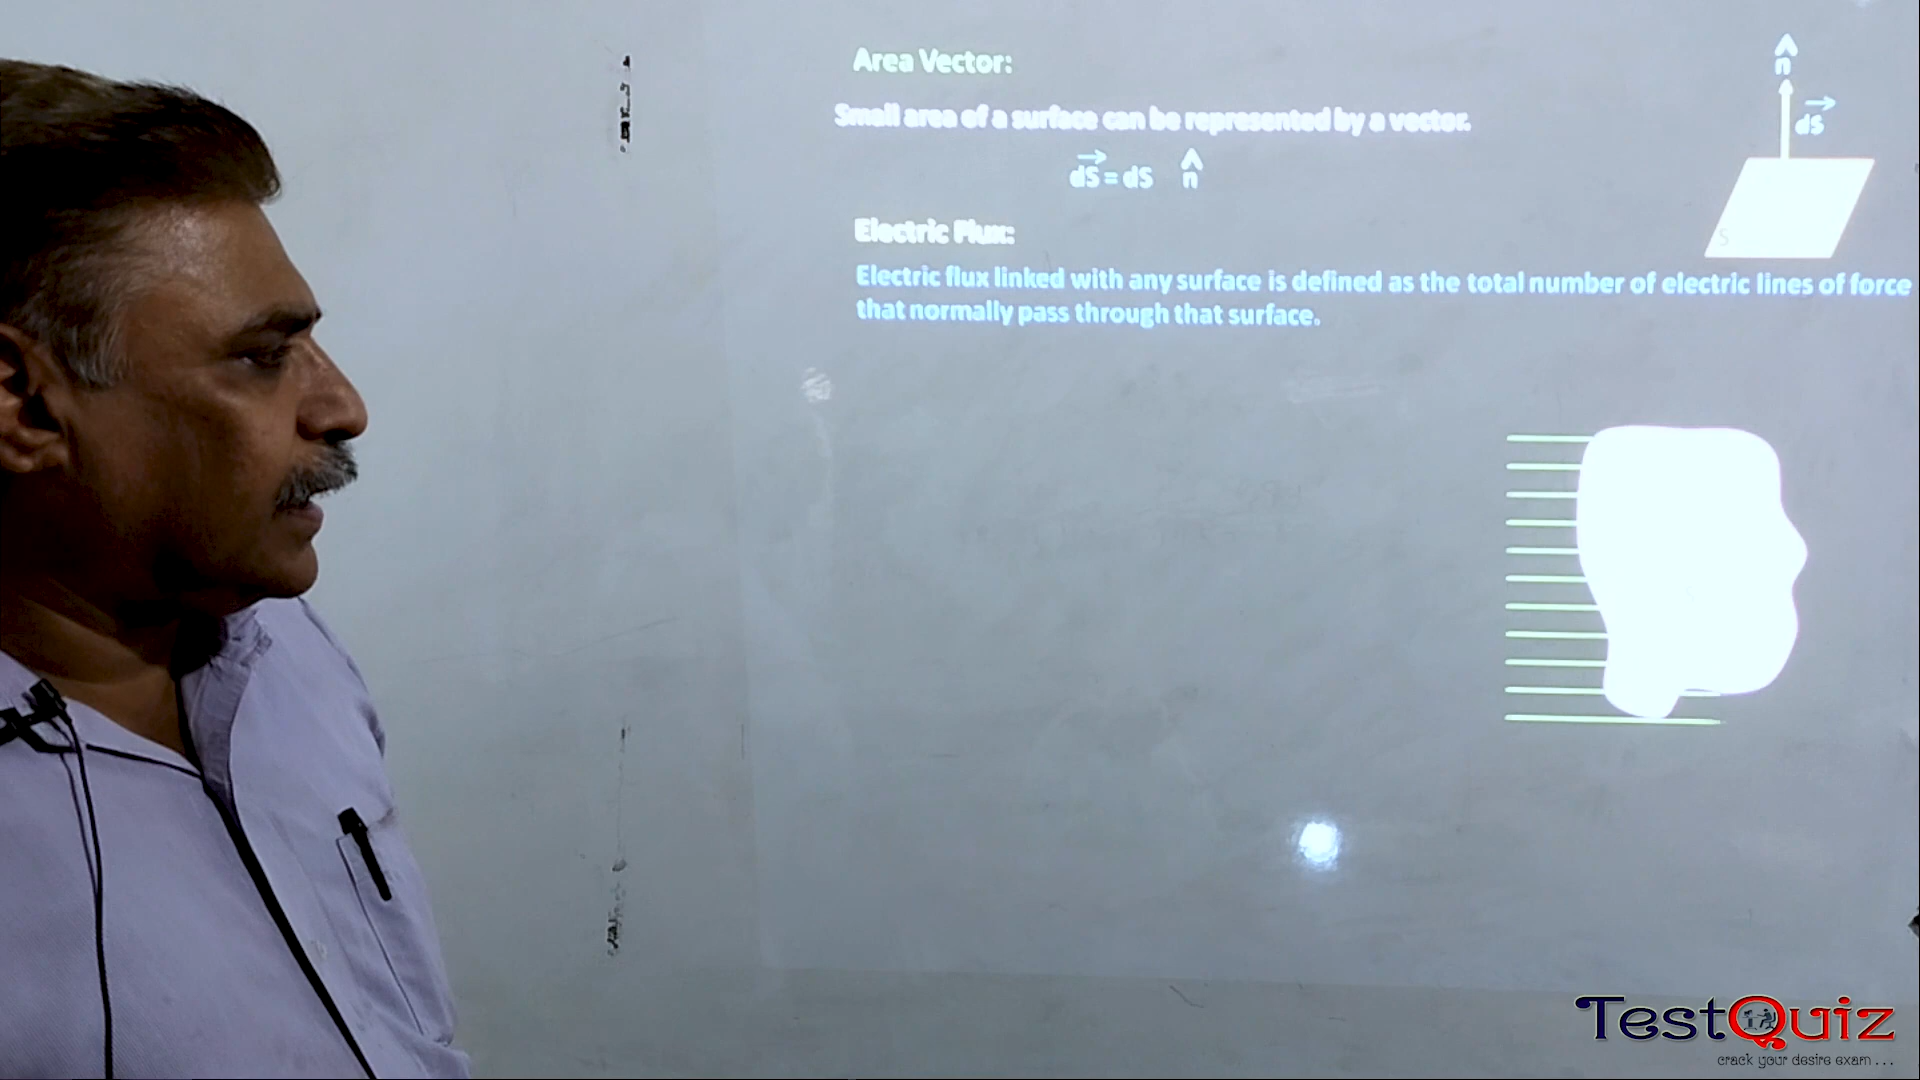 Area Vector:
Small area of a surface can be represented by a vector.
→ ^
dS = dS n
Electric Flux:
Electric flux linked with any surface is defined as the total number of electric lines of force
that normally pass through that surface.
^
n
→
dS
S
TestQuiz
crack your desire exam ...